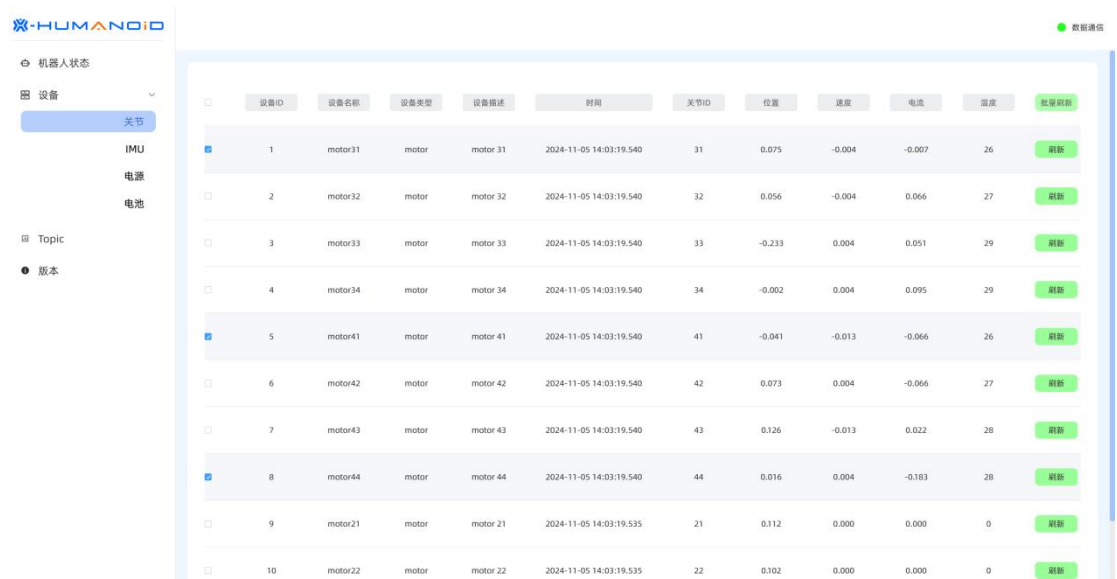 X-HUMANOID
数据通信
机器人状态
设备
关节
IMU
电源
电池
Topic
版本
设备ID 设备名称 设备类型 设备描述 时间 关节ID 位置 速度 电流 温度 批量刷新
1 motor31 motor motor 31 2024-11-05 14:03:19.540 31 0.075 -0.004 -0.007 26 刷新
2 motor32 motor motor 32 2024-11-05 14:03:19.540 32 0.056 -0.004 0.066 27 刷新
3 motor33 motor motor 33 2024-11-05 14:03:19.540 33 -0.233 0.004 0.051 29 刷新
4 motor34 motor motor 34 2024-11-05 14:03:19.540 34 -0.002 0.004 0.095 29 刷新
5 motor41 motor motor 41 2024-11-05 14:03:19.540 41 -0.041 -0.013 -0.066 26 刷新
6 motor42 motor motor 42 2024-11-05 14:03:19.540 42 0.073 0.004 -0.066 27 刷新
7 motor43 motor motor 43 2024-11-05 14:03:19.540 43 0.126 -0.013 0.022 28 刷新
8 motor44 motor motor 44 2024-11-05 14:03:19.540 44 0.016 0.004 -0.183 28 刷新
9 motor21 motor motor 21 2024-11-05 14:03:19.535 21 0.112 0.000 0.000 0 刷新
10 motor22 motor motor 22 2024-11-05 14:03:19.535 22 0.102 0.000 0.000 0 刷新